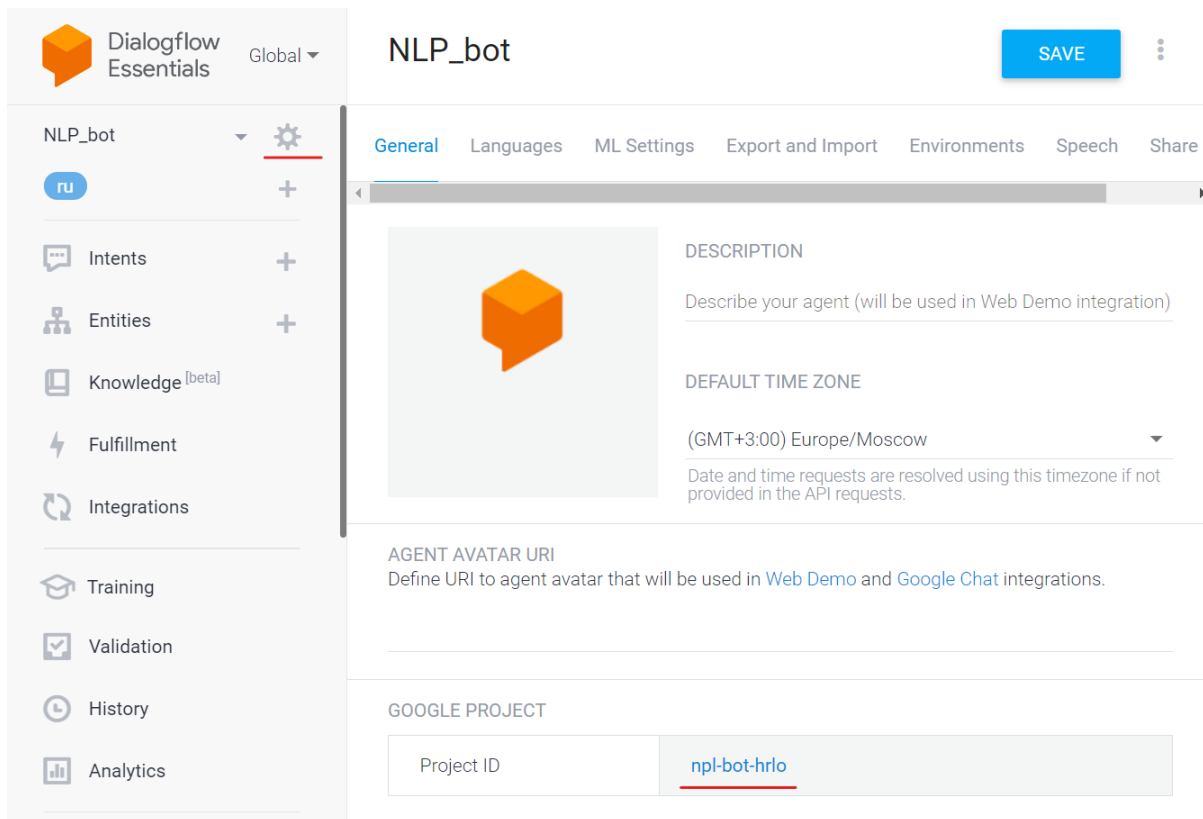 Dialogflow
Essentials
Global
NLP_bot
SAVE
NLP_bot
ru
General Languages ML Settings Export and Import Environments Speech Share
Intents
Entities
Knowledge [beta]
Fulfillment
Integrations
Training
Validation
History
Analytics
DESCRIPTION
Describe your agent (will be used in Web Demo integration)
DEFAULT TIME ZONE
(GMT+3:00) Europe/Moscow
Date and time requests are resolved using this timezone if not
provided in the API requests.
AGENT AVATAR URI
Define URI to agent avatar that will be used in Web Demo and Google Chat integrations.
GOOGLE PROJECT
Project ID npl-bot-hrlo